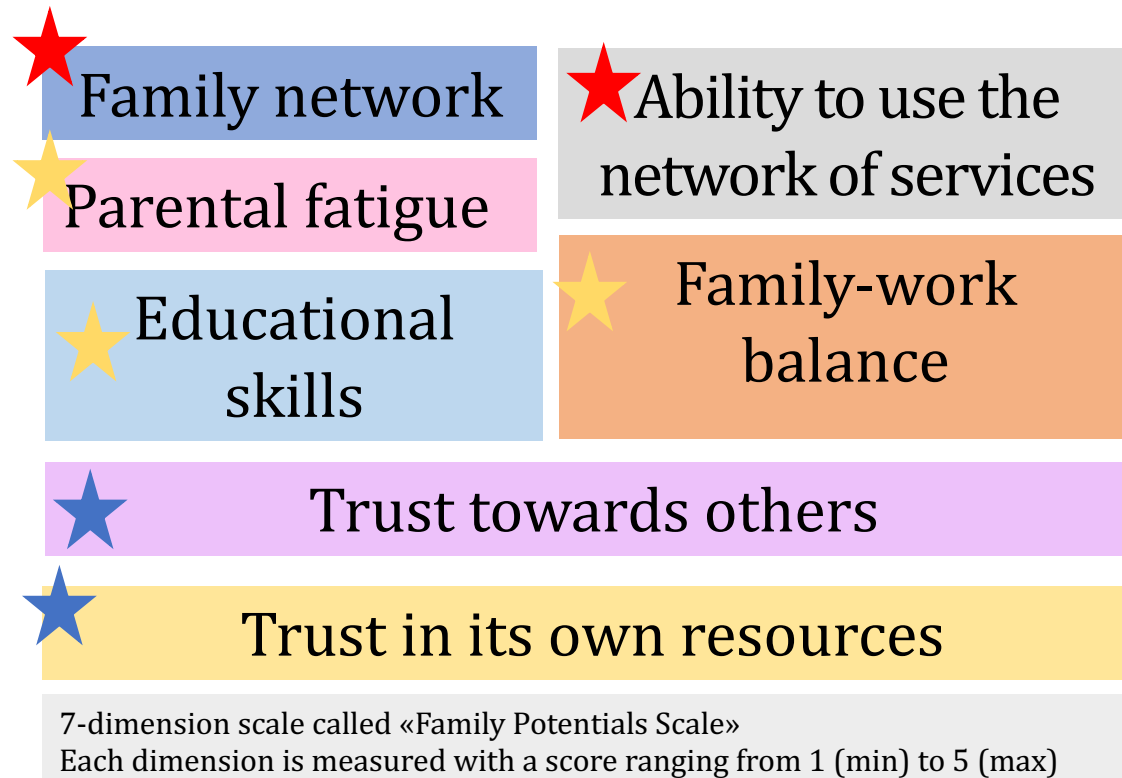 Family network
Ability to use the
network of services
Parental fatigue
Family-work
balance
Educational
skills
Trust towards others
Trust in its own resources
7-dimension scale called «Family Potentials Scale»
Each dimension is measured with a score ranging from 1 (min) to 5 (max)